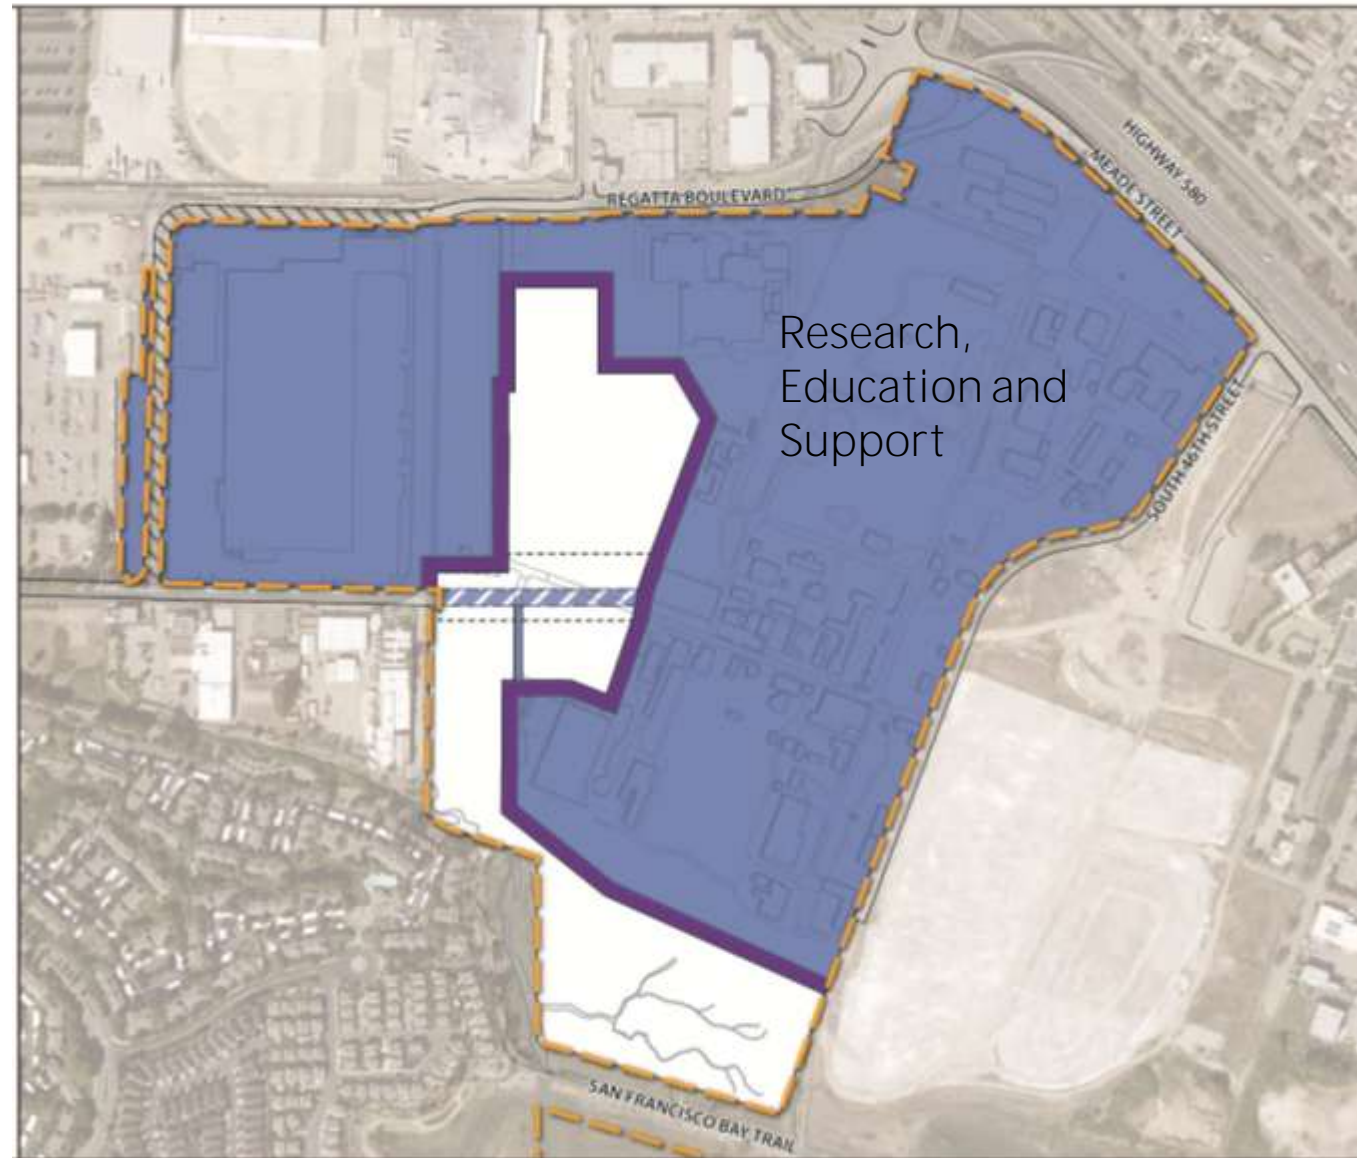 HIGHWAY 580
MEADE STREET
REGATTA BOULEVARD
Research,
Education and
Support
SOUTH 46TH STREET
SAN FRANCISCO BAY TRAIL